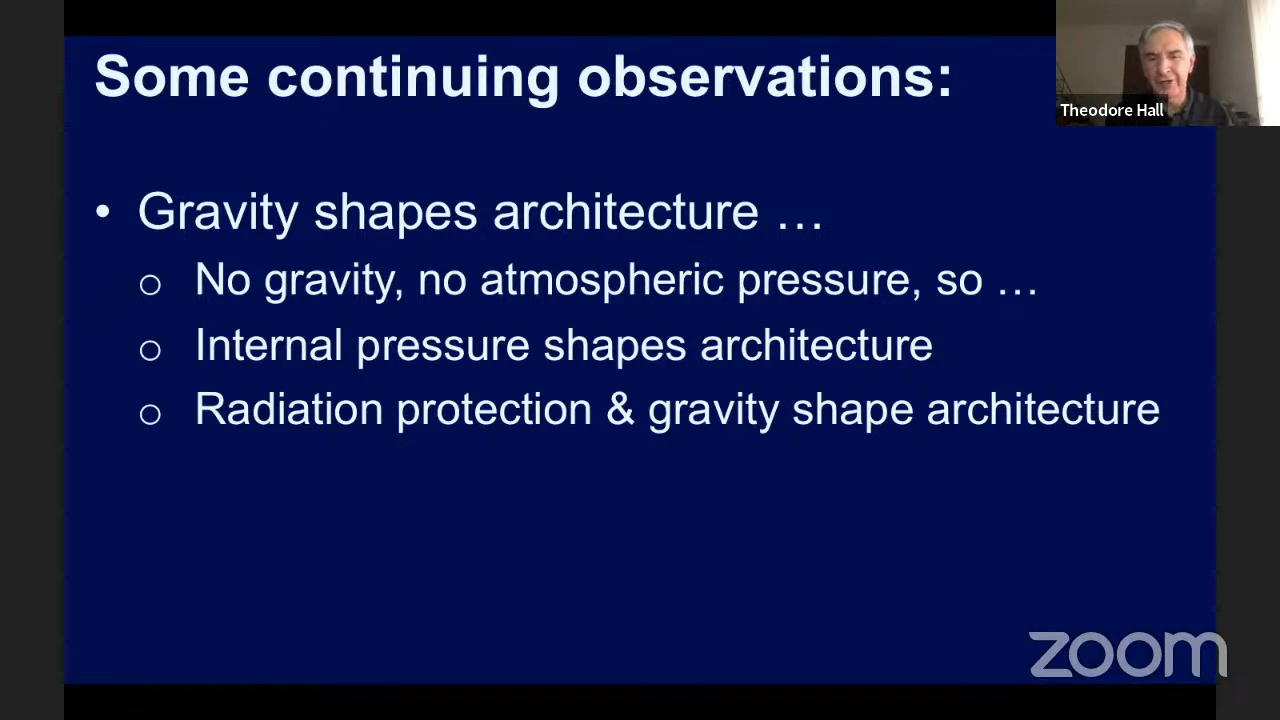 Some continuing observations:
Theodore Hall
• Gravity shapes architecture …
o No gravity, no atmospheric pressure, so …
o Internal pressure shapes architecture
o Radiation protection & gravity shape architecture
zoom